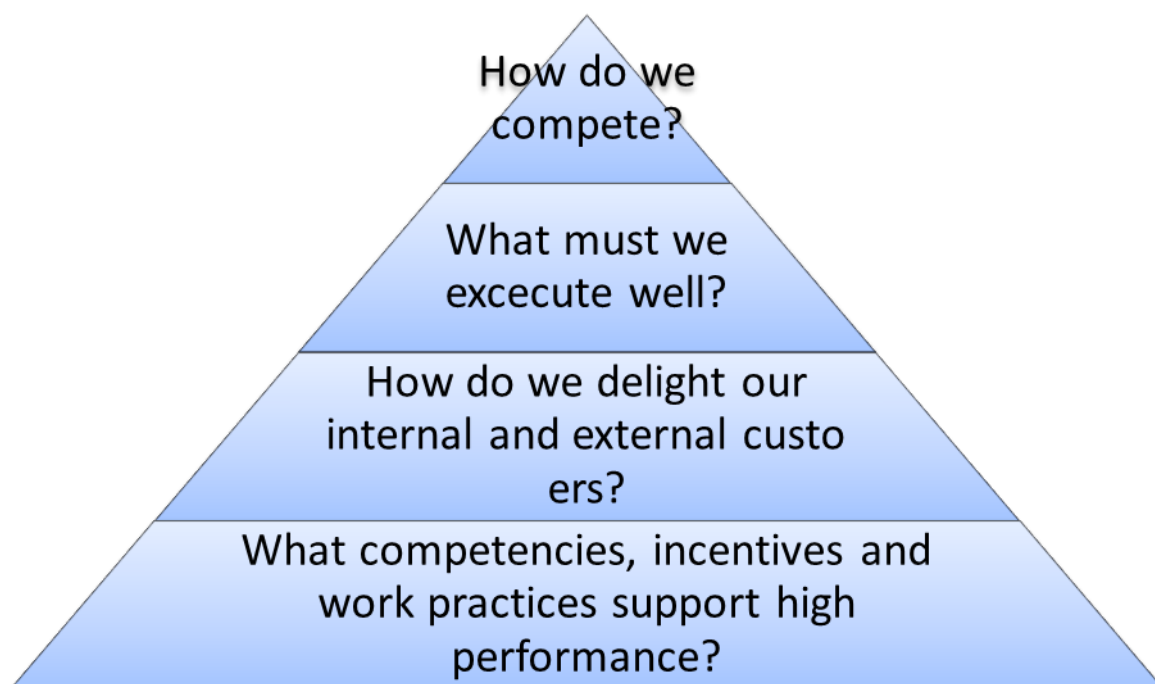 How do we
compete?
What must we
excecute well?
How do we delight our
internal and external custo
ers?
What competencies, incentives and
work practices support high
performance?